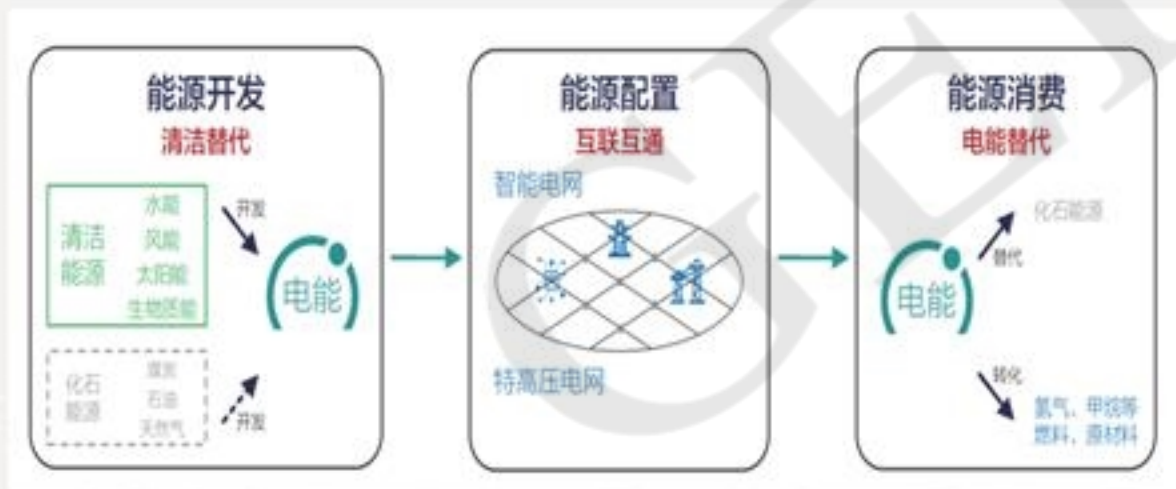 能源开发
清洁替代
清洁
能源
水能
风能
太阳能
生物质能
开发
电能
化石
能源
煤炭
石油
天然气
开发
能源配置
互联互通
智能电网
特高压电网
能源消费
电能替代
电能
化石能源
替代
转化
氢气、甲烷等
燃料、原材料
GEI